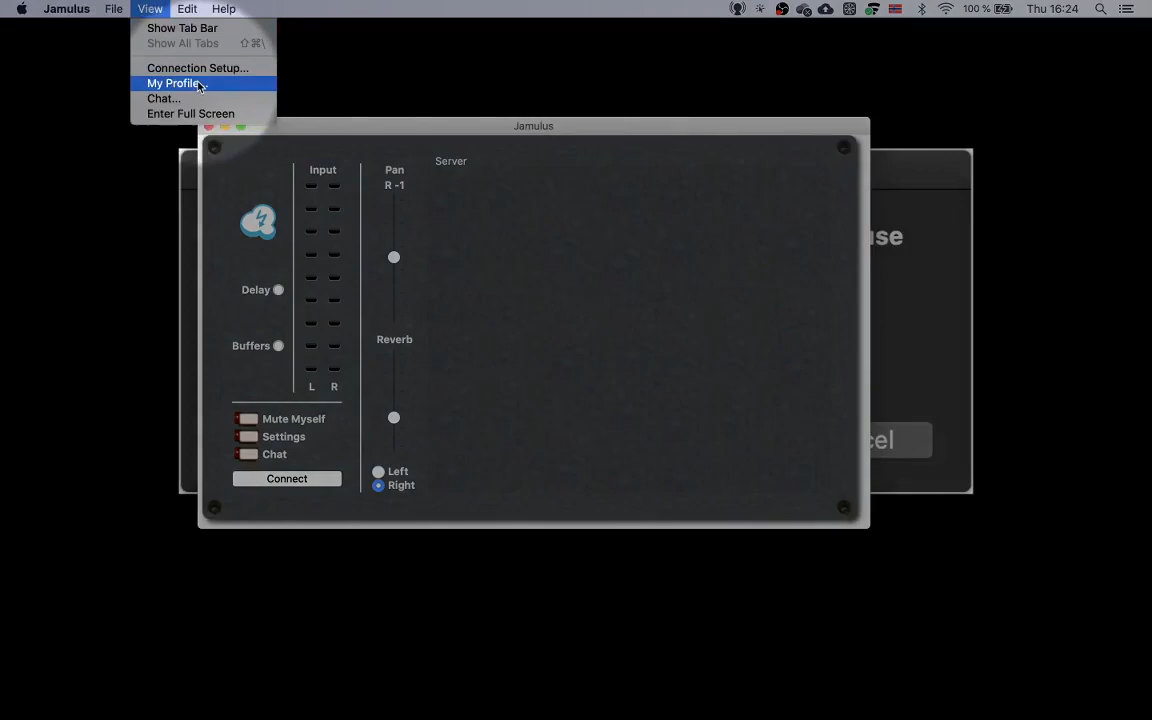 Jamulus File View Edit Help 100 % Thu 16:24
Show Tab Bar
Show All Tabs ⇧⌘\
Connection Setup...
My Profile...
Chat...
Enter Full Screen
Jamulus
Server
Input
Pan
R -1
Delay
Buffers
Reverb
L R
Mute Myself
Settings
Chat
Connect
Left
Right
use
cel